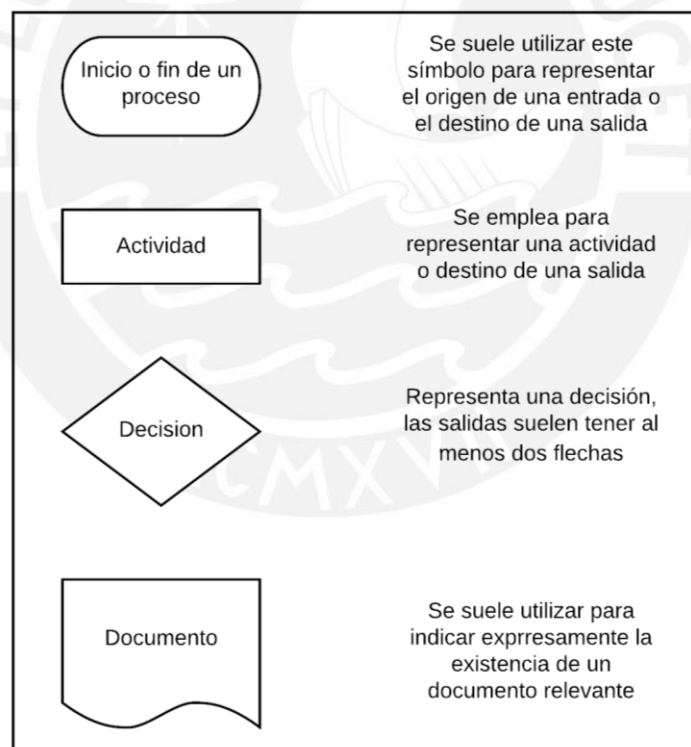 Inicio o fin de un
proceso
Se suele utilizar este
símbolo para representar
el origen de una entrada o
el destino de una salida
Actividad
Se emplea para
representar una actividad
o destino de una salida
Decision
Representa una decisión,
las salidas suelen tener al
menos dos flechas
Documento
Se suele utilizar para
indicar exprresamente la
existencia de un
documento relevante